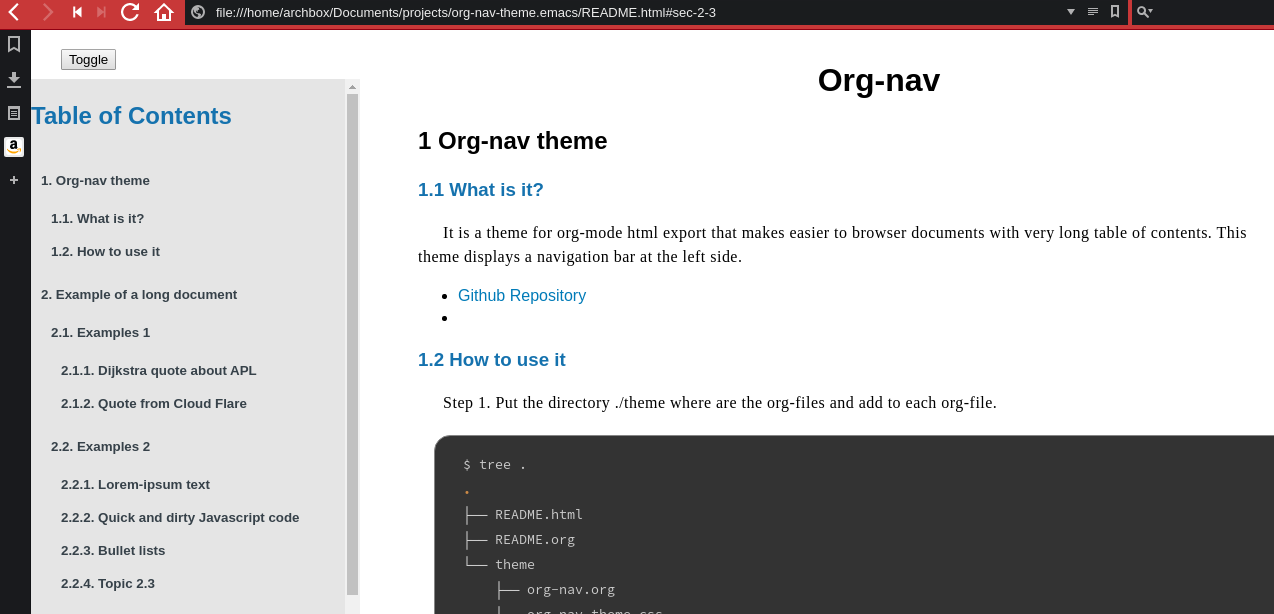 file:///home/archbox/Documents/projects/org-nav-theme.emacs/README.html#sec-2-3
Toggle
Table of Contents
1. Org-nav theme
1.1. What is it?
1.2. How to use it
2. Example of a long document
2.1. Examples 1
2.1.1. Dijkstra quote about APL
2.1.2. Quote from Cloud Flare
2.2. Examples 2
2.2.1. Lorem-ipsum text
2.2.2. Quick and dirty Javascript code
2.2.3. Bullet lists
2.2.4. Topic 2.3
Org-nav
1 Org-nav theme
1.1 What is it?
It is a theme for org-mode html export that makes easier to browser documents with very long table of contents. This
theme displays a navigation bar at the left side.
Github Repository
1.2 How to use it
Step 1. Put the directory ./theme where are the org-files and add to each org-file.
$ tree .
.
├── README.html
├── README.org
└── theme
├── org-nav.org
org-nav-theme.css